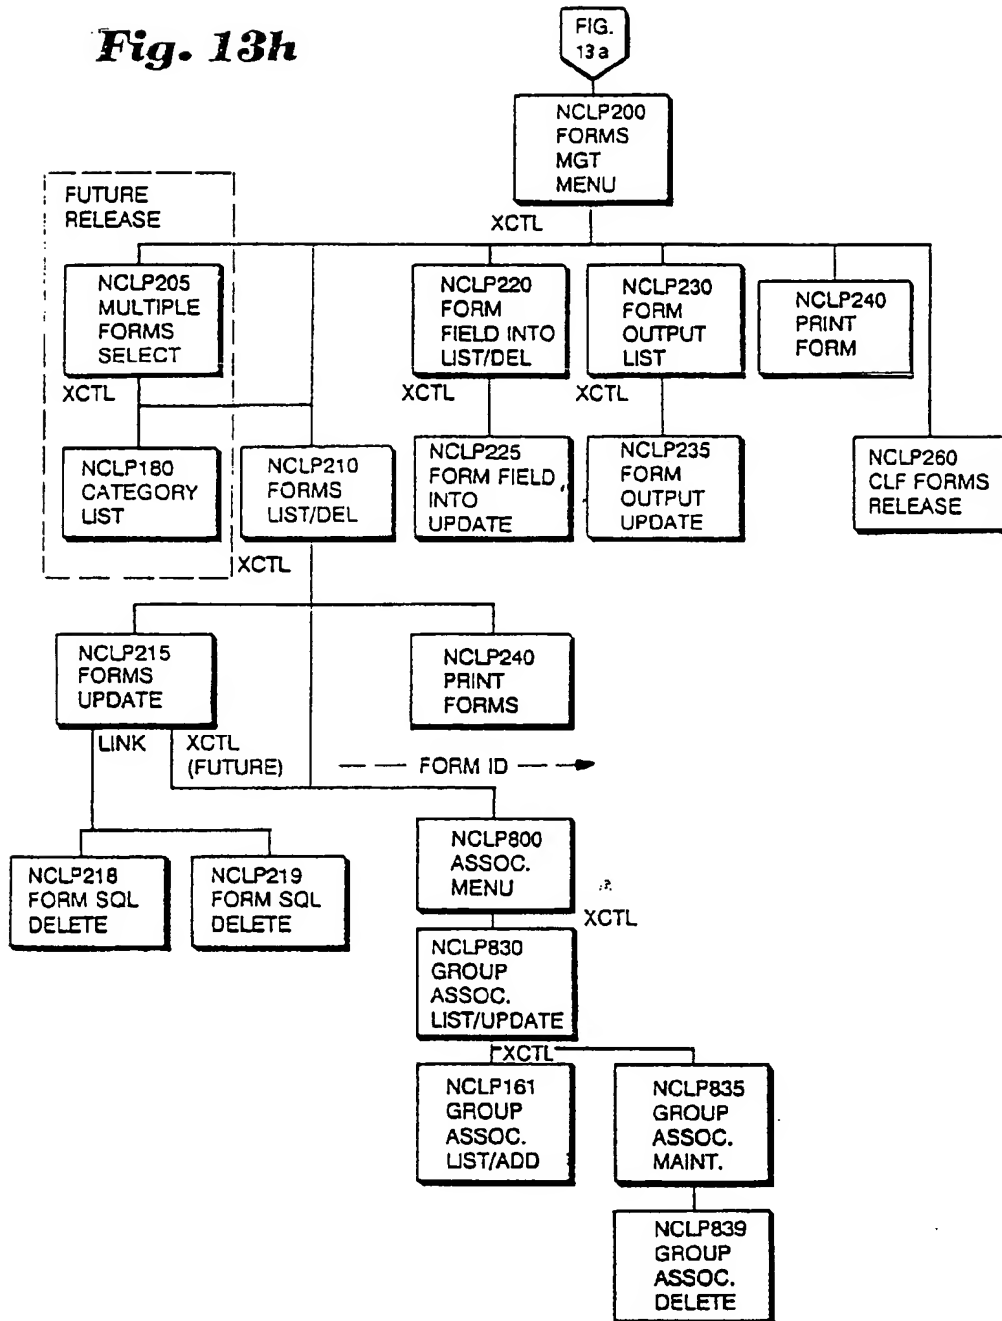 Fig. 13h
FIG.
13a
NCLP200
FORMS
MGT
MENU
XCTL
FUTURE
RELEASE
NCLP205
MULTIPLE
FORMS
SELECT
NCLP220
FORM
FIELD INTO
LIST/DEL
NCLP230
FORM
OUTPUT
LIST
NCLP240
PRINT
FORM
XCTL
XCTL
XCTL
NCLP180
CATEGORY
LIST
NCLP210
FORMS
LIST/DEL
NCLP225
FORM FIELD
INTO
UPDATE
NCLP235
FORM
OUTPUT
UPDATE
NCLP260
CLF FORMS
RELEASE
XCTL
NCLP215
FORMS
UPDATE
NCLP240
PRINT
FORMS
LINK
XCTL
(FUTURE)
FORM ID
NCLP218
FORM SQL
DELETE
NCLP219
FORM SQL
DELETE
NCLP800
ASSOC.
MENU
XCTL
NCLP830
GROUP
ASSOC.
LIST/UPDATE
XCTL
NCLP161
GROUP
ASSOC.
LIST/ADD
NCLP835
GROUP
ASSOC.
MAINT.
NCLP839
GROUP
ASSOC.
DELETE